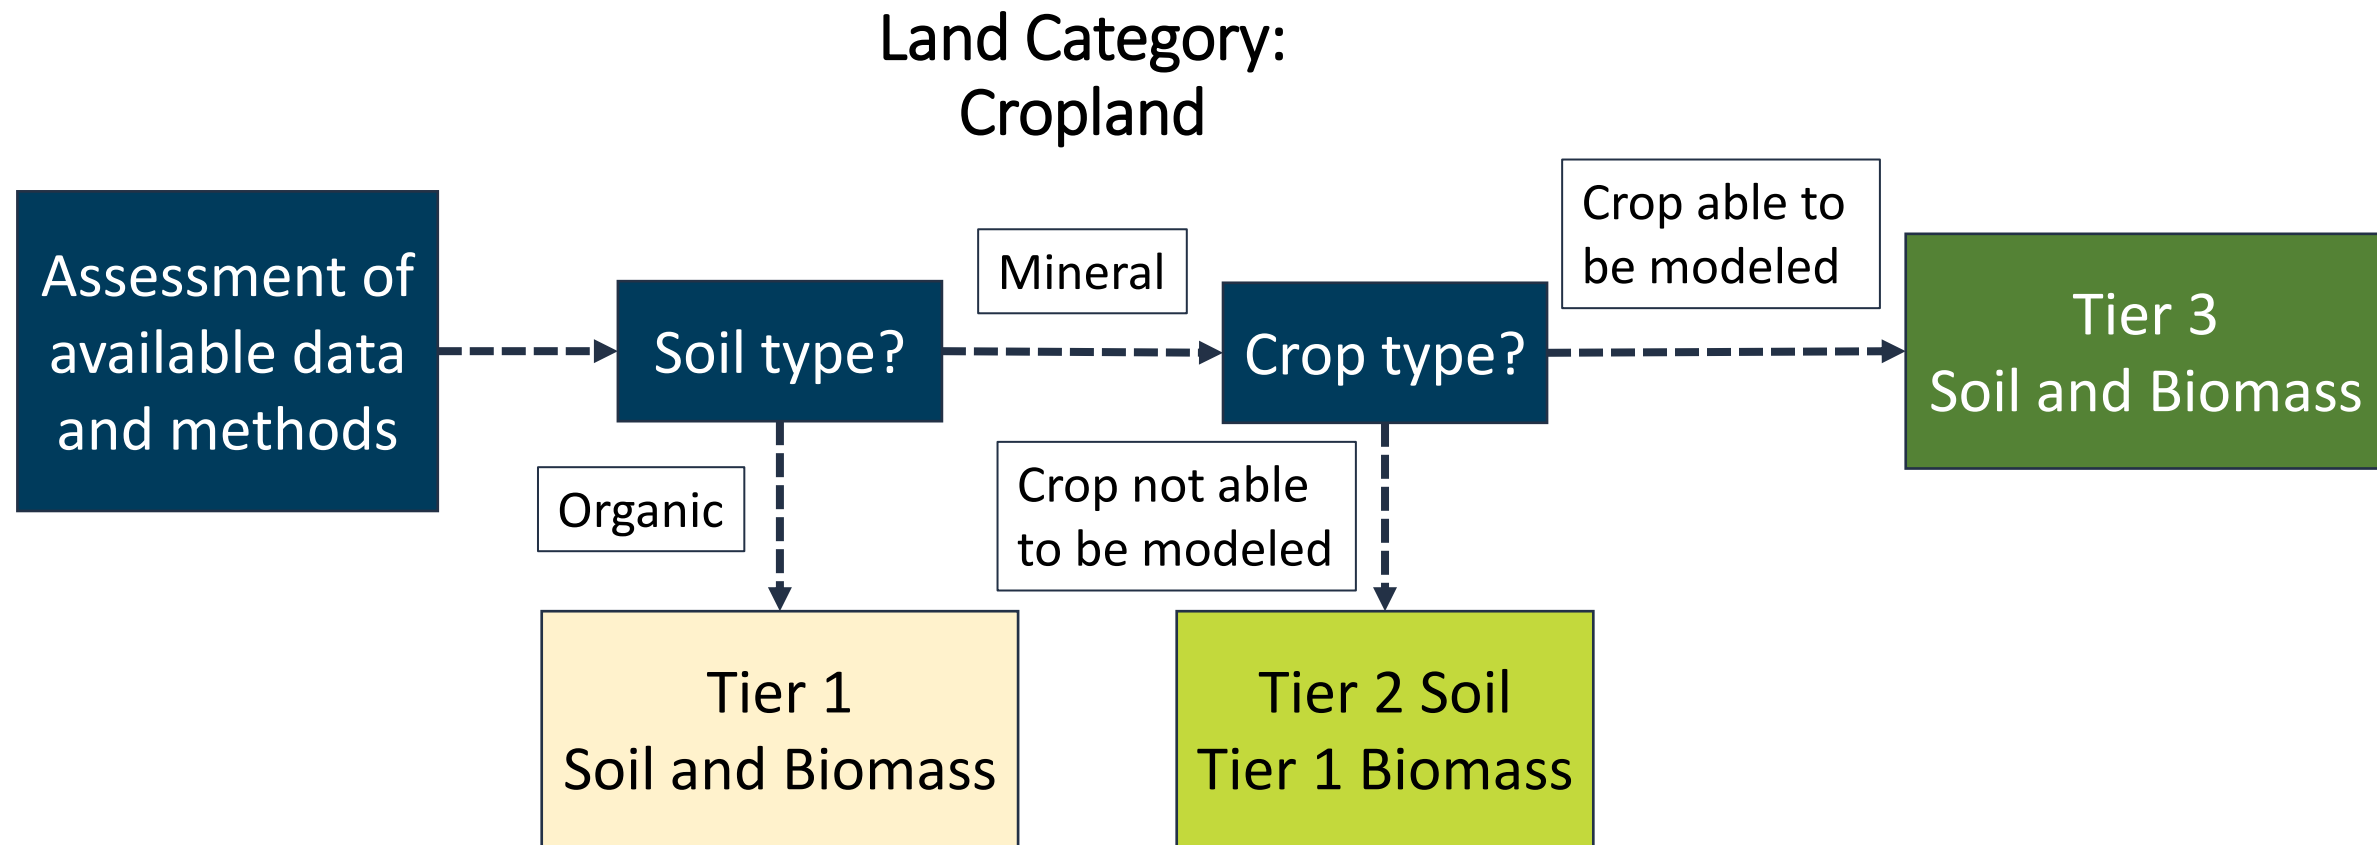 Land Category:
Cropland
Assessment of
available data
and methods
Soil type?
Mineral
Crop type?
Crop able to
be modeled
Tier 3
Soil and Biomass
Organic
Crop not able
to be modeled
Tier 1
Soil and Biomass
Tier 2 Soil
Tier 1 Biomass